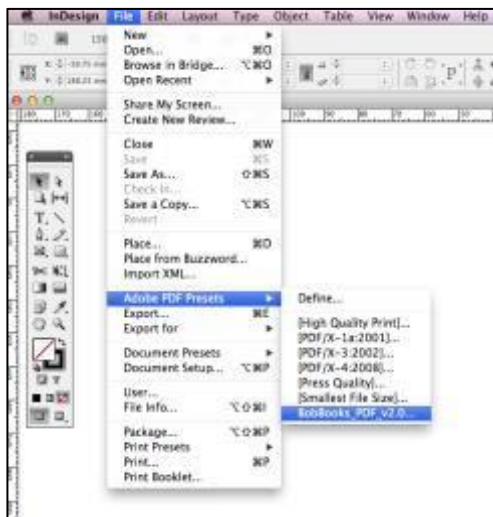 InDesign File Edit Layout Type Object Table View Window Help
New
Open... ⌘O
Browse in Bridge... ⌥⌘O
Open Recent
Share My Screen...
Create New Review...
Close ⌘W
Save ⌘S
Save As... ⇧⌘S
Check In...
Save a Copy... ⌥⌘S
Revert
Place... ⌘D
Place from Buzzword...
Import XML...
Adobe PDF Presets
Export... ⌘E
Export for
Document Presets
Document Setup... ⌥⌘P
User...
File Info... ⌥⇧⌘I
Package... ⌥⇧⌘P
Print Presets
Print... ⌘P
Print Booklet...
Define...
[High Quality Print]...
[PDF/X-1a:2001]...
[PDF/X-3:2002]...
[PDF/X-4:2008]...
[Press Quality]...
[Smallest File Size]...
BobBooks_PDF_v2.0...